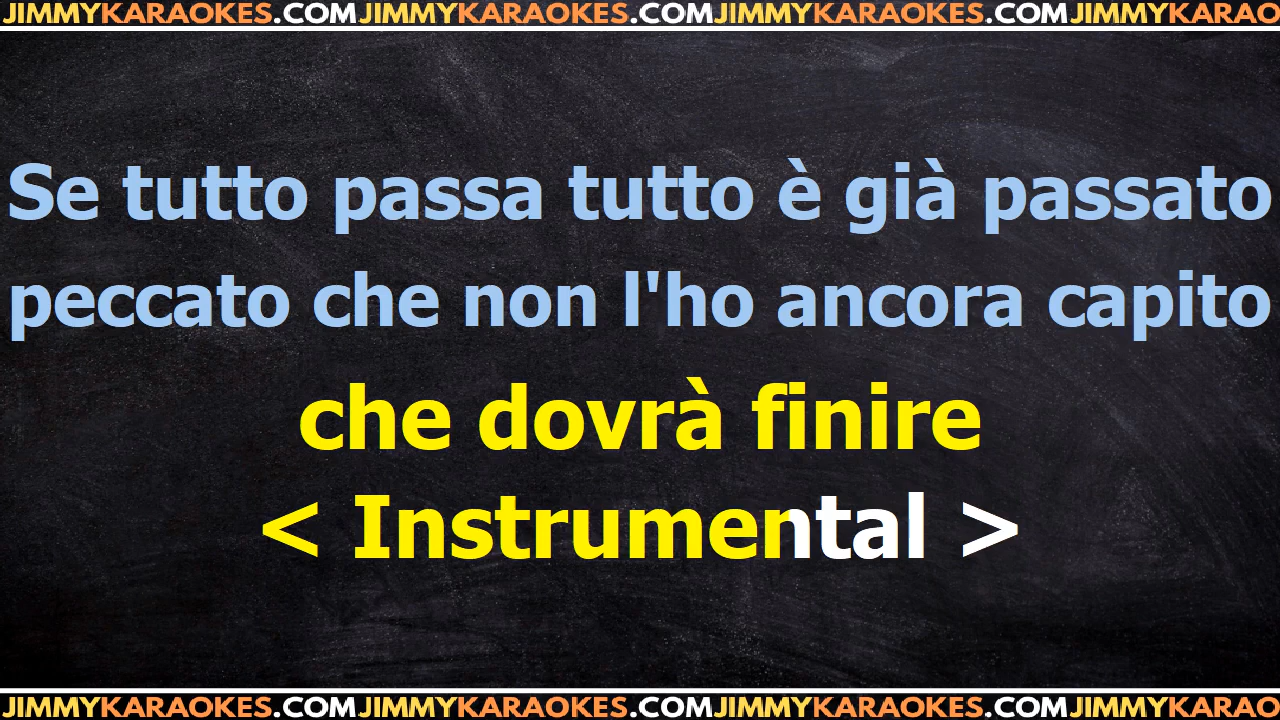 JIMMYKARAOKES.COMJIMMYKARAOKES.COMJIMMYKARAOKES.COMJIMMYKARAO
Se tutto passa tutto è già passato
peccato che non l'ho ancora capito
che dovrà finire
< Instrumental >
JIMMYKARAOKES.COMJIMMYKARAOKES.COMJIMMYKARAOKES.COMJIMMYKARAO